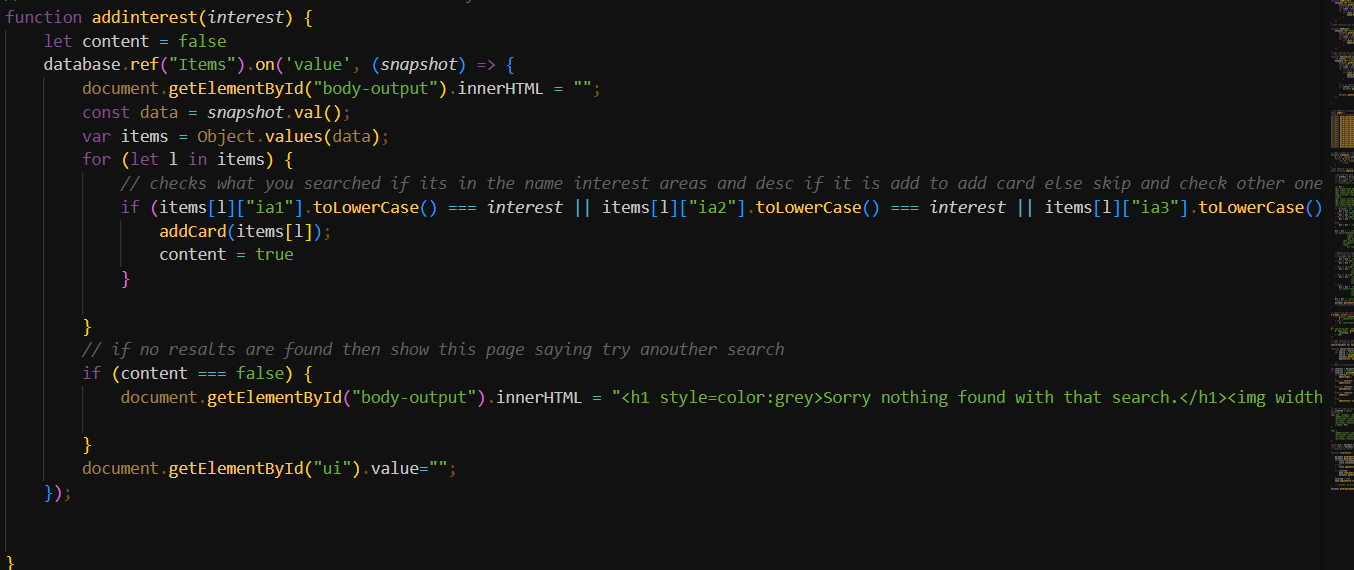 function addinterest(interest) {
let content = false
database.ref("Items").on('value', (snapshot) => {
document.getElementById("body-output").innerHTML = "";
const data = snapshot.val();
var items = Object.values(data);
for (let l in items) {
// checks what you searched if its in the name interest areas and desc if it is add to add card else skip and check other one
if (items[l]["ia1"].toLowerCase() === interest || items[l]["ia2"].toLowerCase() === interest || items[l]["ia3"].toLowerCase()
addCard(items[l]);
content = true
}
}
// if no resalts are found then show this page saying try anouther search
if (content === false) {
document.getElementById("body-output").innerHTML = "<h1 style=color:grey>Sorry nothing found with that search.</h1><img width
}
document.getElementById("ui").value="";
});
}